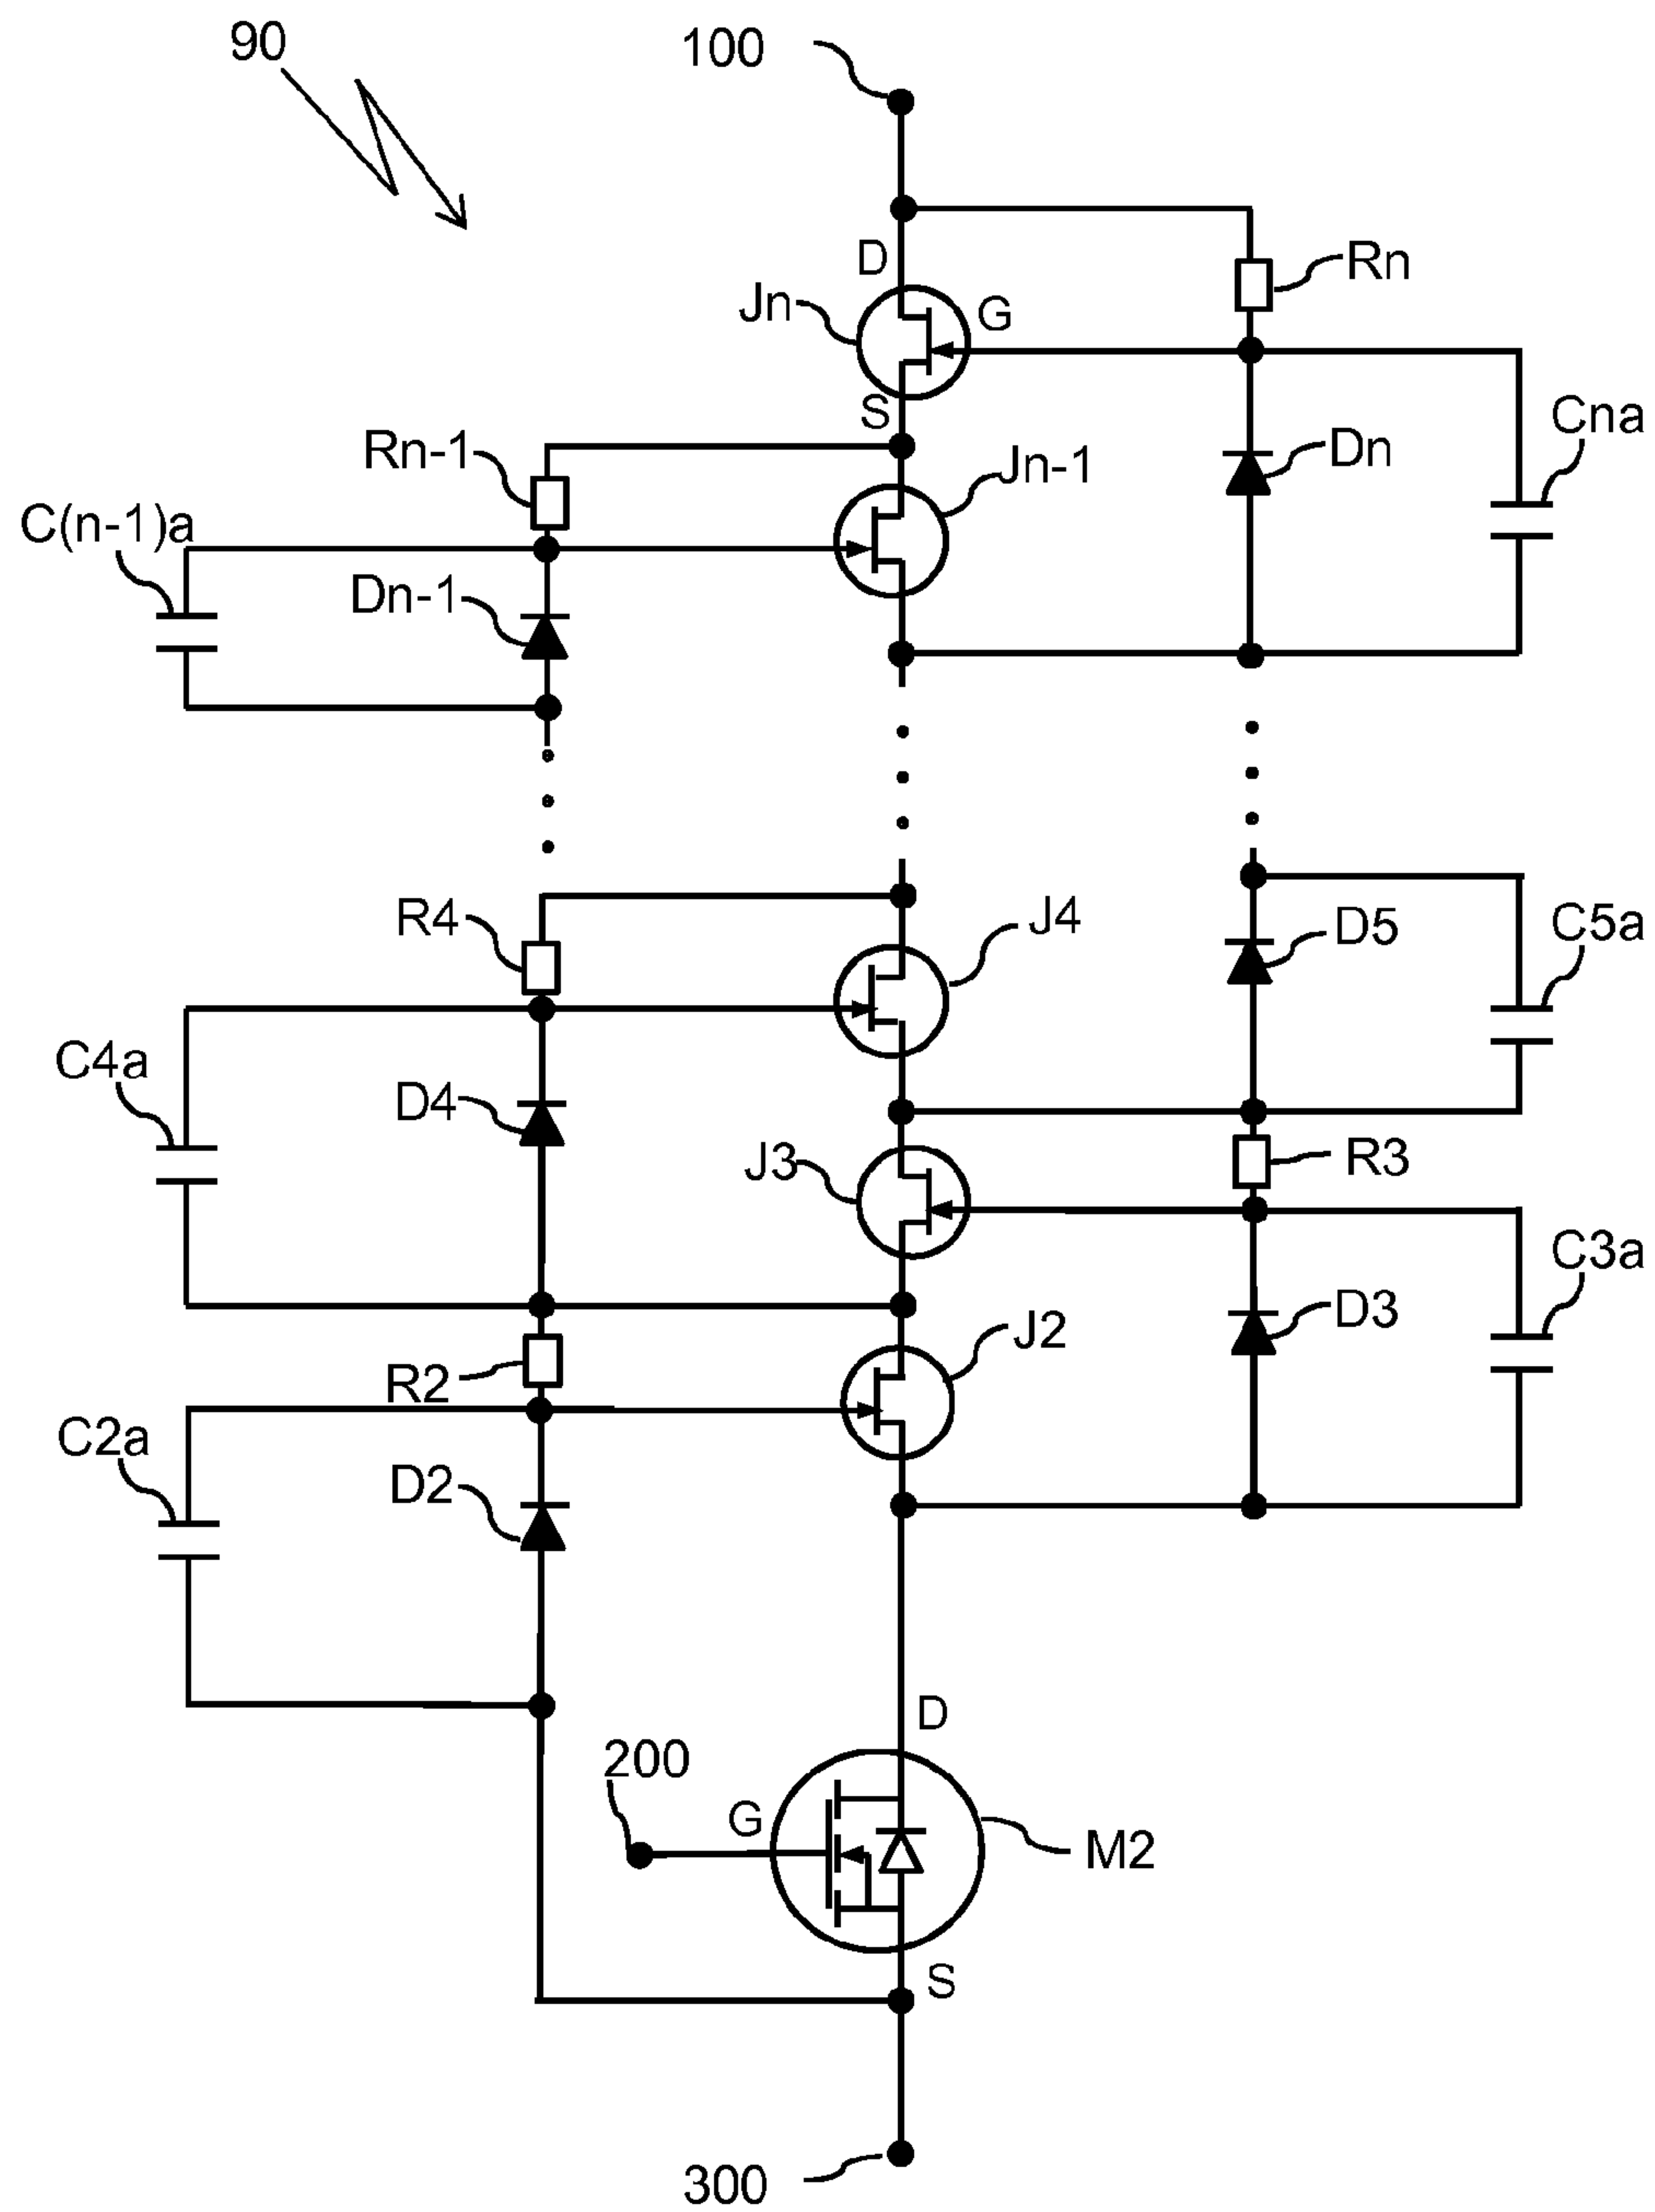 90
100
D
Rn
Jn
G
S
Cna
Rn-1
Jn-1
Dn
C(n-1)a
Dn-1
R4
J4
D5
C5a
C4a
D4
J3
R3
C3a
D3
J2
R2
C2a
D2
D
200
G
M2
S
300